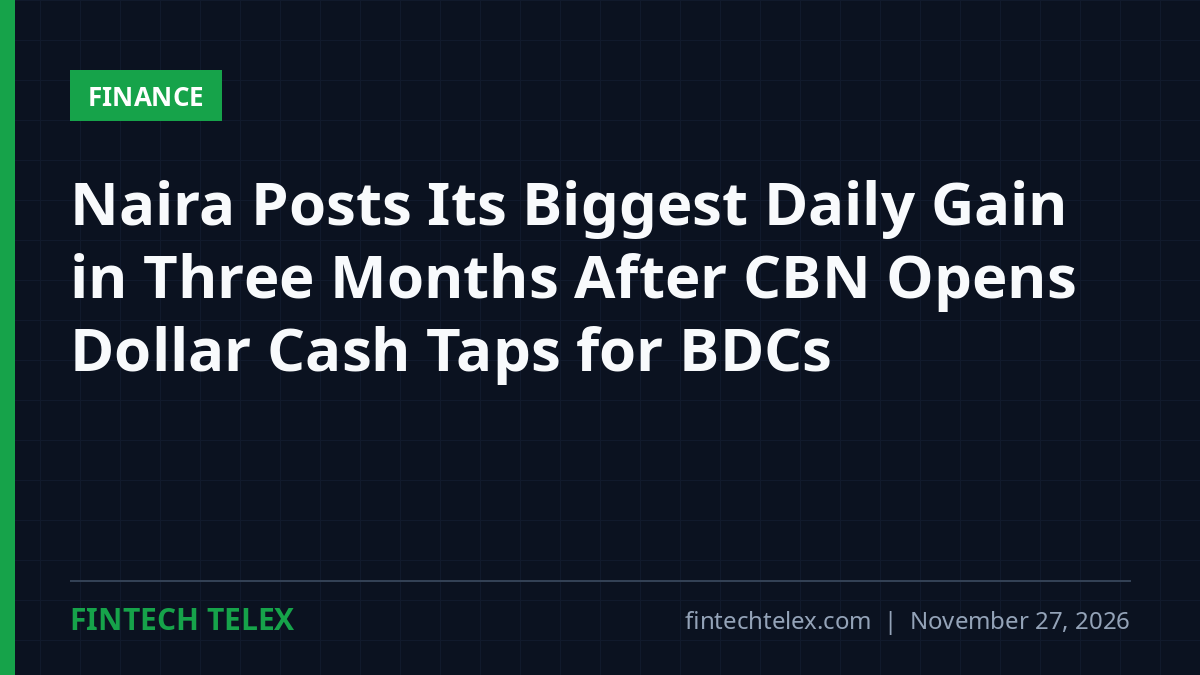 FINANCE
Naira Posts Its Biggest Daily Gain
in Three Months After CBN Opens
Dollar Cash Taps for BDCs
FINTECH TELEX
fintechtelex.com | November 27, 2026